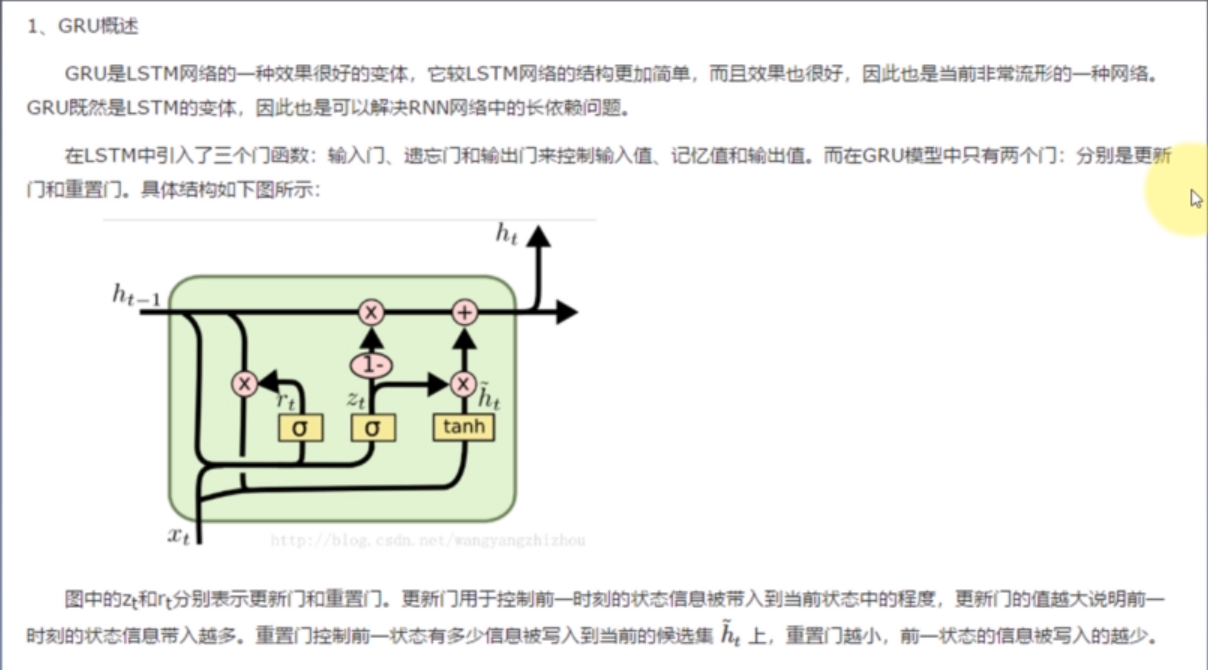 1、GRU概述
GRU是LSTM网络的一种效果很好的变体，它较LSTM网络的结构更加简单，而且效果也很好，因此也是当前非常流形的一种网络。
GRU既然是LSTM的变体，因此也是可以解决RNN网络中的长依赖问题。
在LSTM中引入了三个门函数：输入门、遗忘门和输出门来控制输入值、记忆值和输出值。而在GRU模型中只有两个门：分别是更新
门和重置门。具体结构如下图所示：
h_t
h_{t-1}
x +
1-
x r_t z_t x h̃_t
σ σ tanh
x_t
http://blog.csdn.net/wangyangzhizhou
图中的z_t和r_t分别表示更新门和重置门。更新门用于控制前一时刻的状态信息被带入到当前状态中的程度，更新门的值越大说明前一
时刻的状态信息带入越多。重置门控制前一状态有多少信息被写入到当前的候选集 h̃_t 上，重置门越小，前一状态的信息被写入的越少。